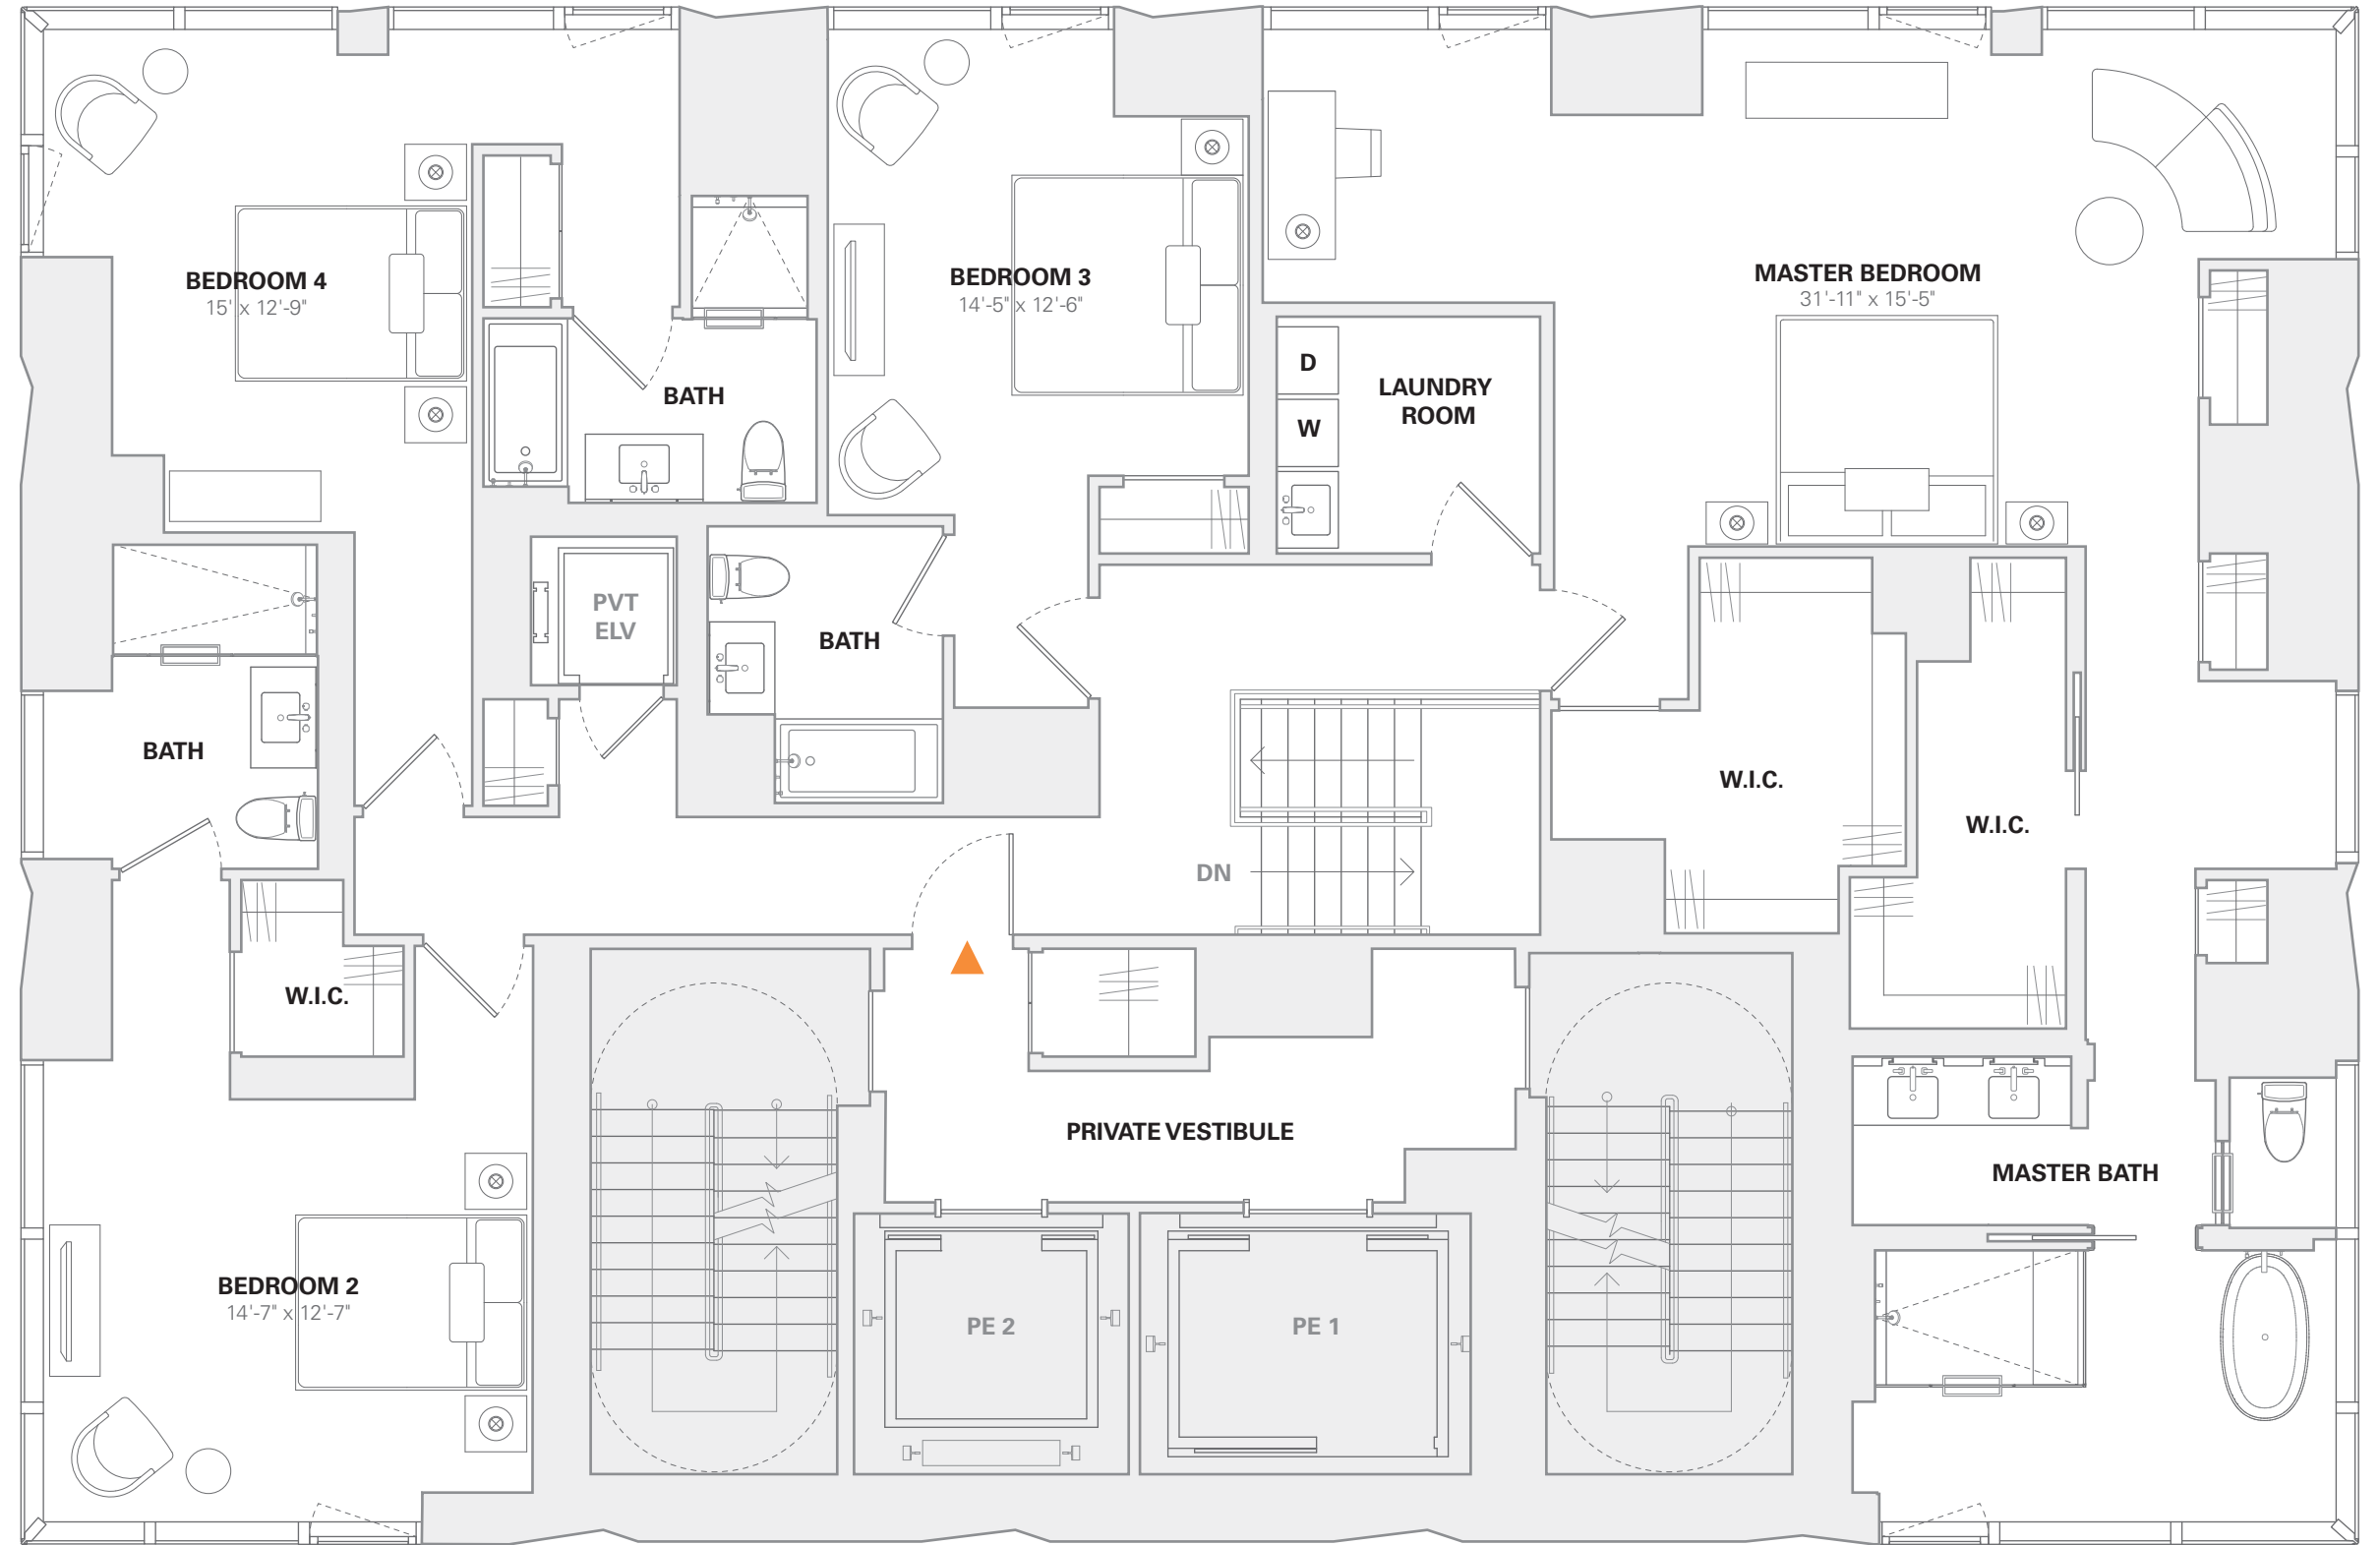 BEDROOM 4
15' x 12'-9"
BEDROOM 3
14'-5" x 12'-6"
MASTER BEDROOM
31'-11" x 15'-5"
D
W
LAUNDRY
ROOM
BATH
PVT
ELV
BATH
BATH
W.I.C.
W.I.C.
DN
W.I.C.
PRIVATE VESTIBULE
MASTER BATH
BEDROOM 2
14'-7" x 12'-7"
PE 2
PE 1